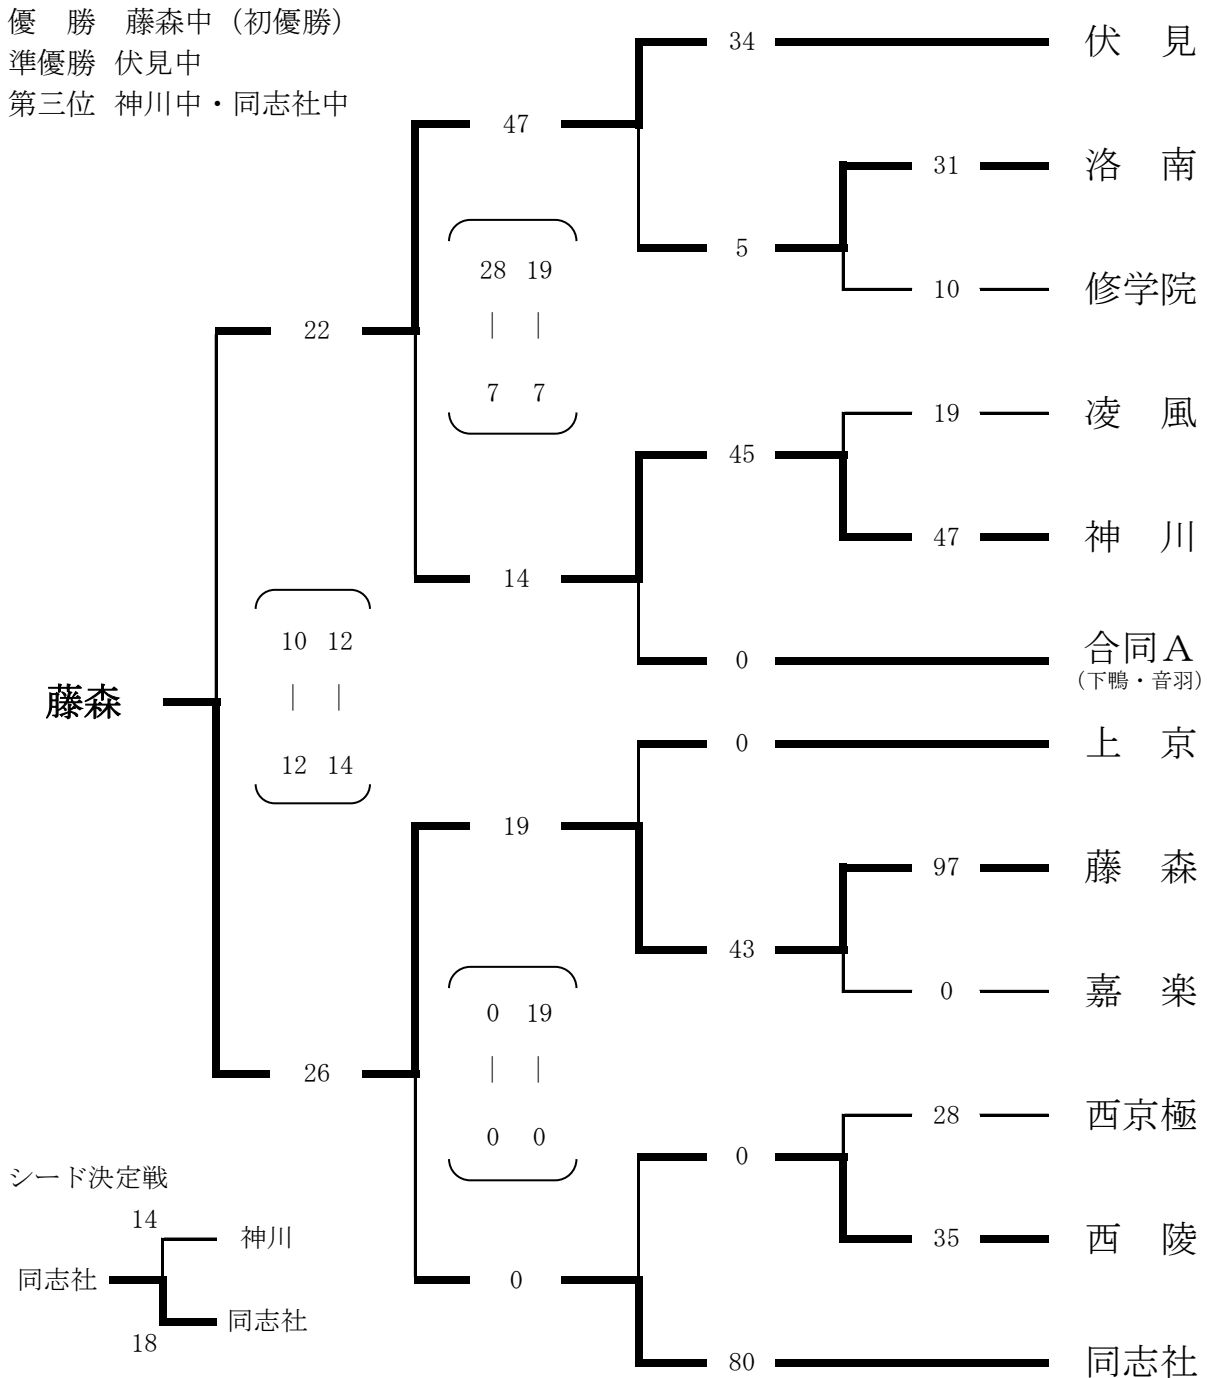 優　勝　藤森中（初優勝）
準優勝 伏見中
第三位 神川中・同志社中
34
伏　見
47
31
洛　南
28 19
5
｜ ｜
10
修学院
22
7 7
19
凌　風
45
47
神　川
14
10 12
0
合同Ａ
（下鴨・音羽）
｜ ｜
藤森
0
上　京
12 14
19
97
藤　森
43
0 19
0
嘉　楽
｜ ｜
26
28
西京極
0 0
0
シード決定戦
14
神川
35
西　陵
同志社
0
同志社
18
80
同志社